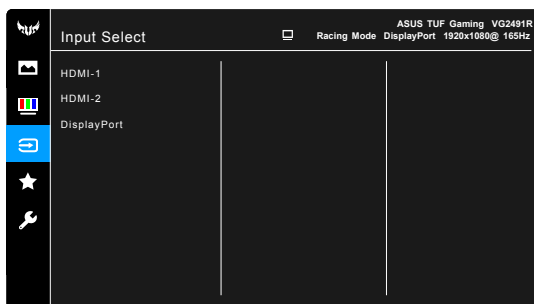 ASUS TUF Gaming VG2491R
Input Select
Racing Mode DisplayPort 1920x1080@ 165Hz
HDMI-1
HDMI-2
DisplayPort